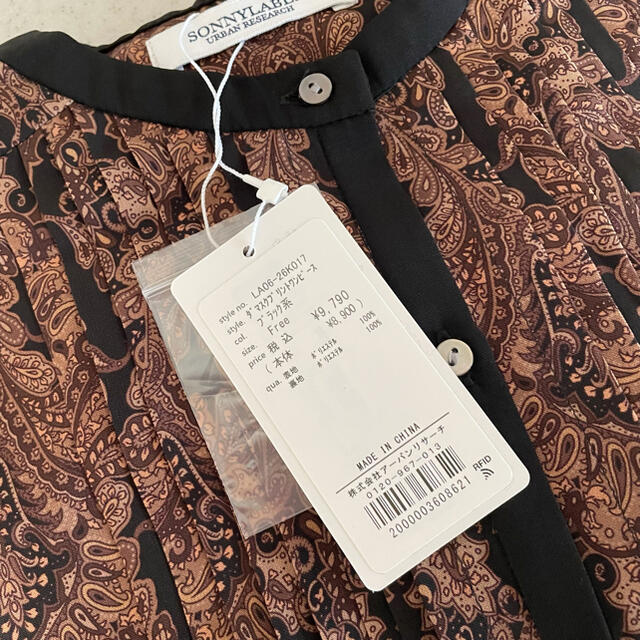 SONNYLABEL
URBAN RESEARCH
style no. LA06-26K017
style. ダマスクプリントワンピース
col. ブラック系
size. Free
price 税込 ¥9,790
(本体 ¥8,900)
qua. 表地 ポリエステル 100%
裏地 ポリエステル 100%
MADE IN CHINA
株式会社アーバンリサーチ
0120-967-013
2000003608621
RFID